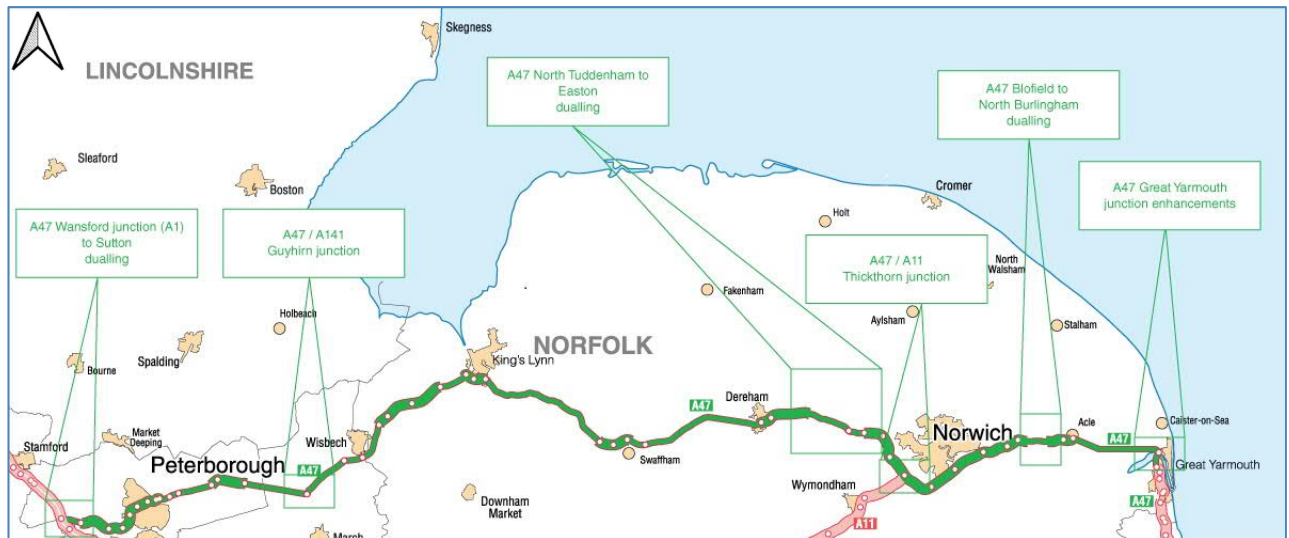 Skegness
LINCOLNSHIRE
A47 North Tuddenham to
Easton
dualling
A47 Blofield to
North Burlingham
dualling
Sleaford
Boston
Cromer
A47 Great Yarmouth
junction enhancements
A47 Wansford junction (A1)
to Sutton
dualling
A47 / A141
Guyhirn junction
Holt
A47 / A11
Thickthorn junction
North
Walsham
Fakenham
Holbeach
Aylsham
Stalham
Spalding
NORFOLK
King's Lynn
Bourne
Dereham
A47
Market
Deeping
Wisbech
Norwich
Acle
Caister-on-Sea
A47
Stamford
Peterborough
A47
Swaffham
Great Yarmouth
Wymondham
Downham
Market
A47
A11
March